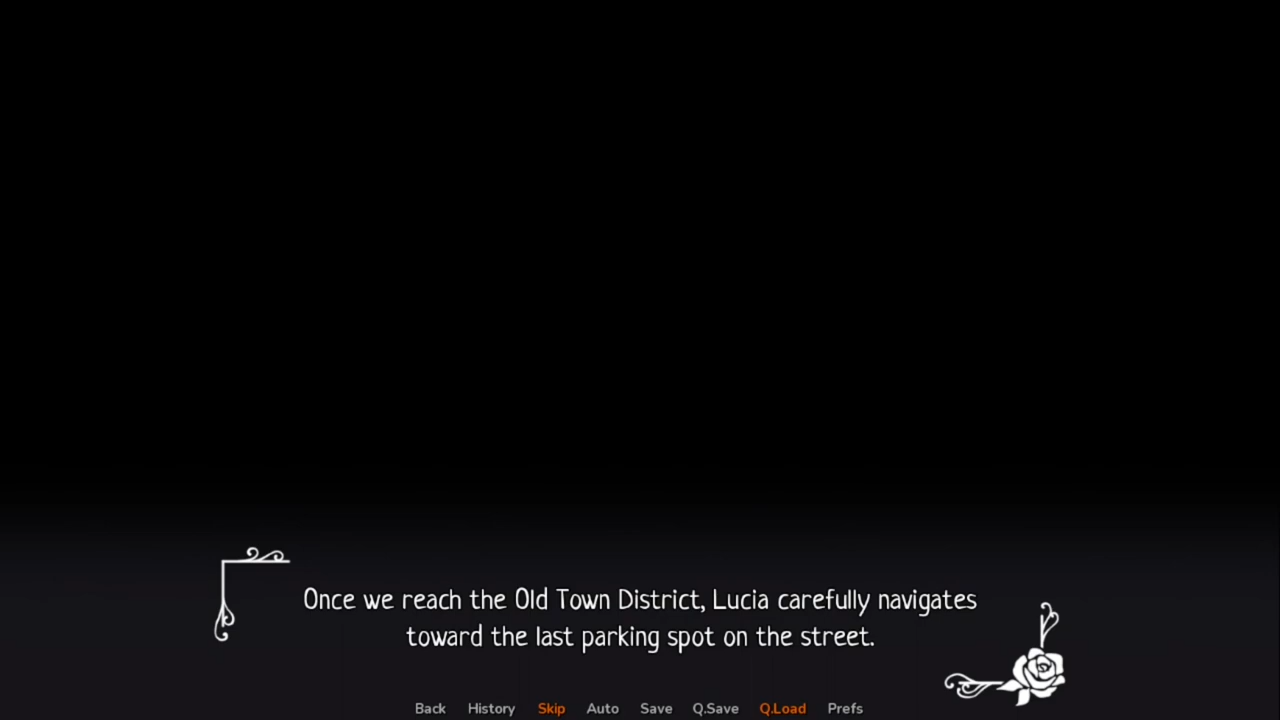 Once we reach the Old Town District, Lucia carefully navigates
toward the last parking spot on the street.
Back History Skip Auto Save Q.Save Q.Load Prefs